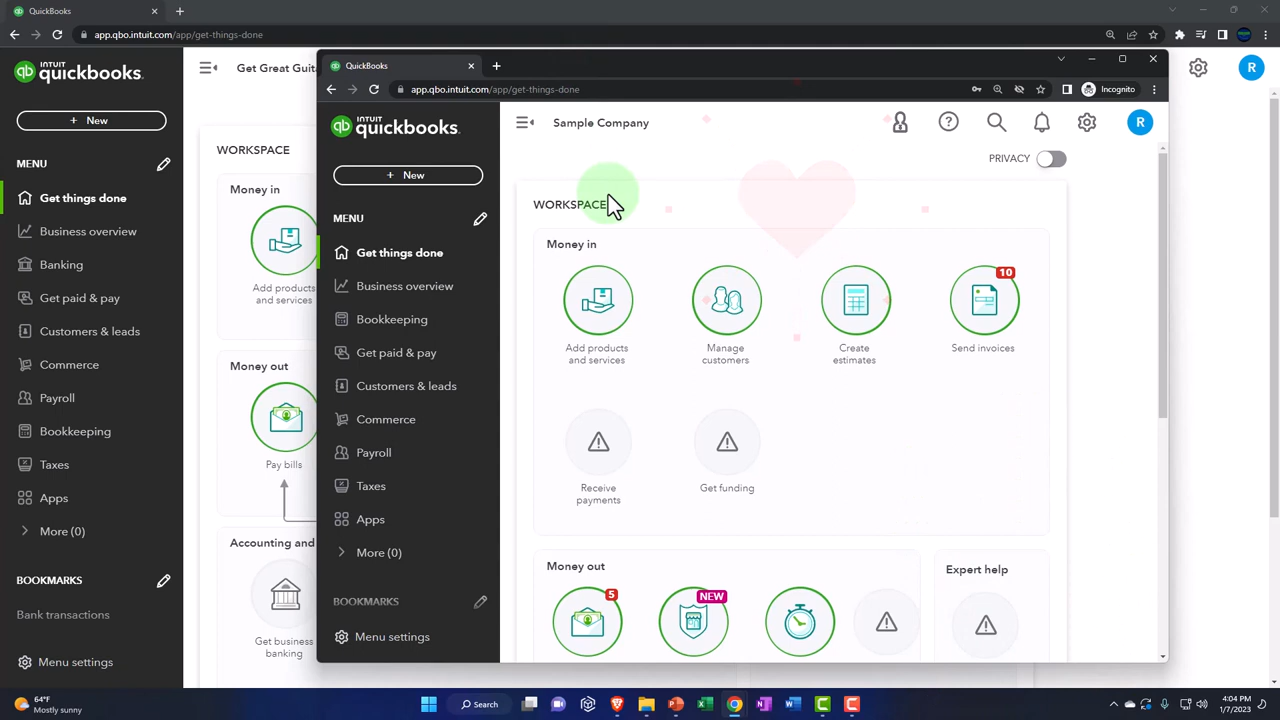 QuickBooks
app.qbo.intuit.com/app/get-things-done
INTUIT
quickbooks.
+ New
MENU
Get things done
Business overview
Banking
Get paid & pay
Customers & leads
Commerce
Payroll
Bookkeeping
Taxes
Apps
More (0)
BOOKMARKS
Bank transactions
Menu settings
Get Great Guita
R
WORKSPACE
Money in
Add products
and services
Money out
Pay bills
Accounting and
Get business
banking
QuickBooks
app.qbo.intuit.com/app/get-things-done
Incognito
INTUIT
quickbooks.
+ New
MENU
Get things done
Business overview
Bookkeeping
Get paid & pay
Customers & leads
Commerce
Payroll
Taxes
Apps
More (0)
BOOKMARKS
Menu settings
Sample Company
R
PRIVACY
WORKSPACE
Money in
10
Add products
and services
Manage
customers
Create
estimates
Send invoices
Receive
payments
Get funding
Money out
5
NEW
Expert help
64°F
Mostly sunny
Search
4:04 PM
1/7/2023